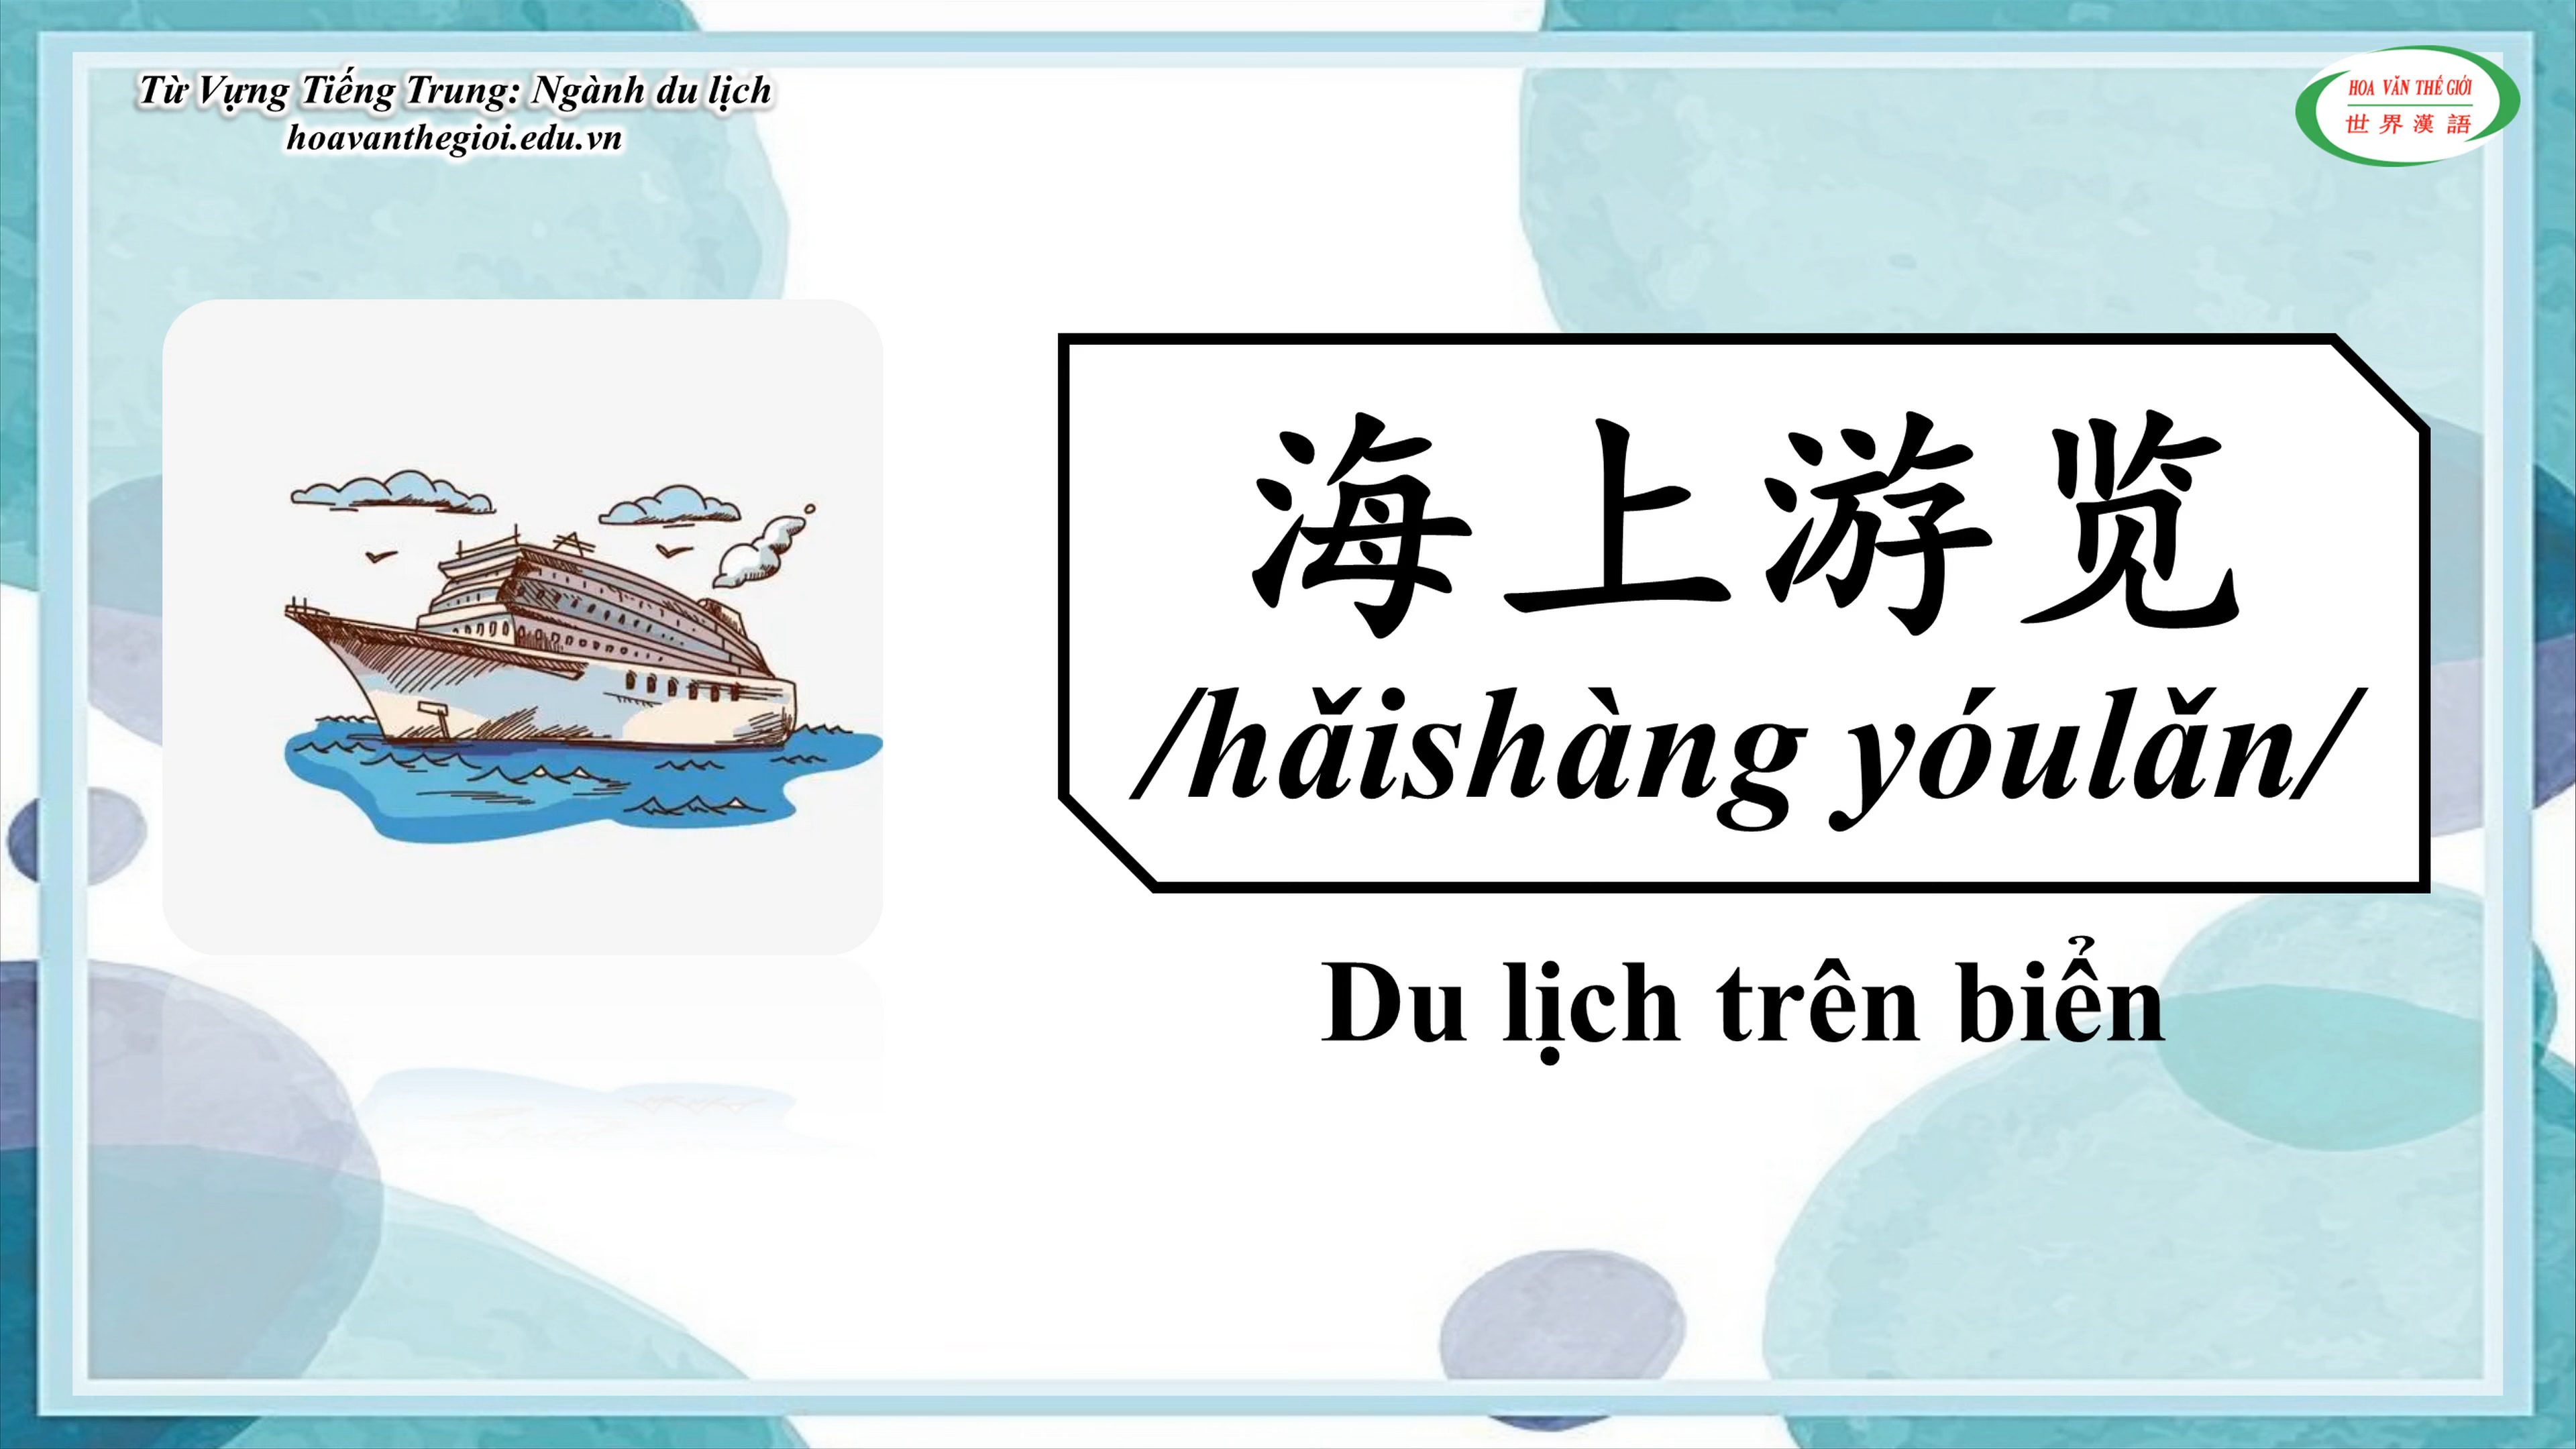 Từ Vựng Tiếng Trung: Ngành du lịch
hoavanthegioi.edu.vn
HOA VĂN THẾ GIỚI
世界漢語
海上游览
/hǎishàng yóulǎn/
Du lịch trên biển